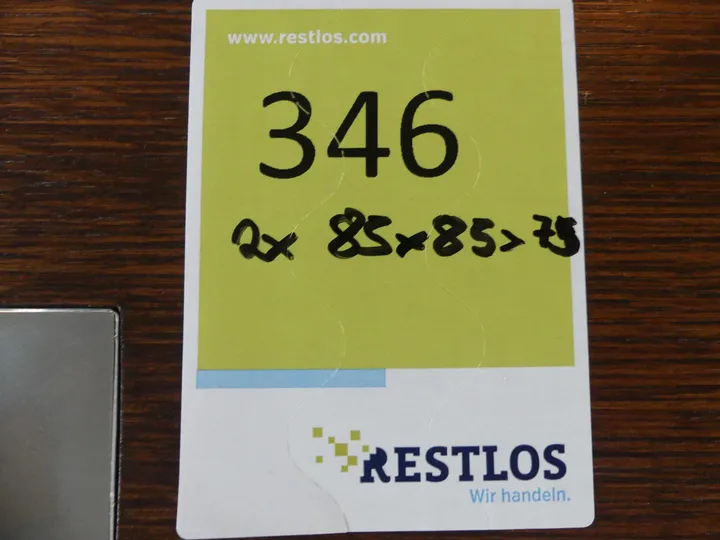 www.restlos.com
346
2x 85x85x75
RESTLOS
Wir handeln.